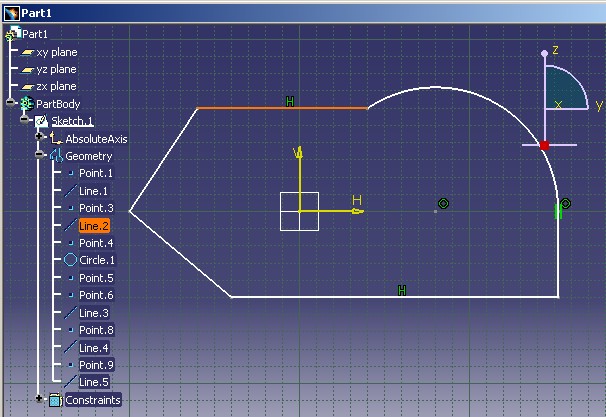 Part1
Part1
xy plane
yz plane
zx plane
PartBody
Sketch.1
AbsoluteAxis
Geometry
Point.1
Line.1
Point.3
Line.2
Point.4
Circle.1
Point.5
Point.6
Line.3
Point.8
Line.4
Point.9
Line.5
Constraints
z
x
y
H
V
H
H